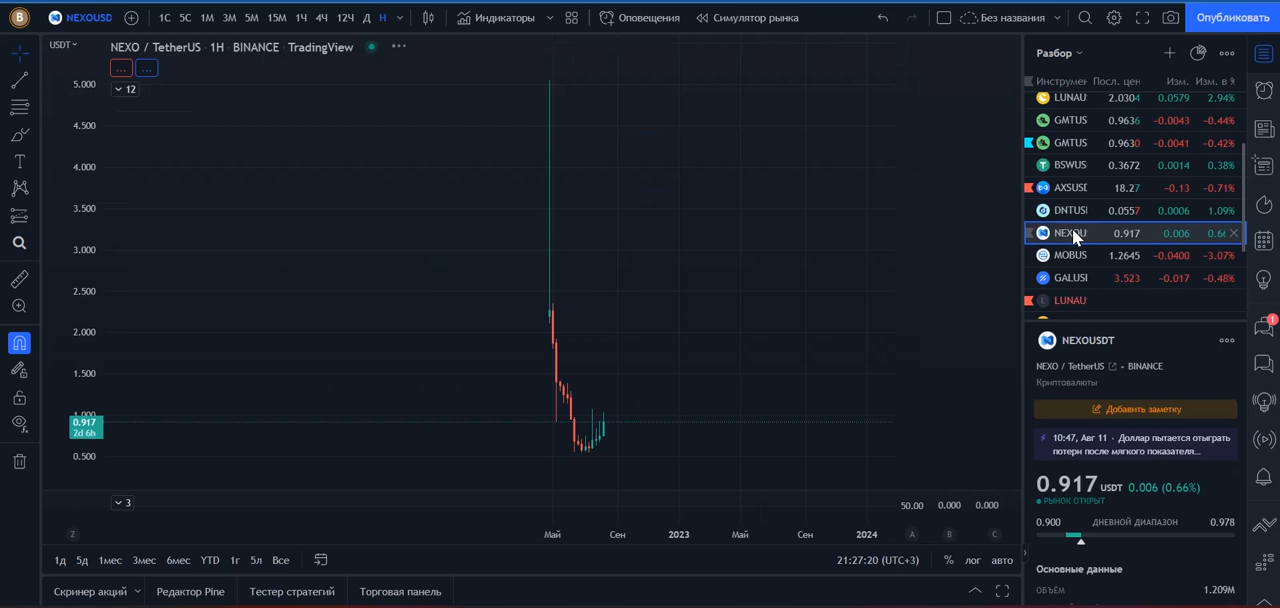 B NEXOUSD 1С 5С 1М 3М 5М 15М 1Ч 4Ч 12Ч Д Н Индикаторы Оповещения Симулятор рынка Без названия Опубликовать
USDT
NEXO / TetherUS · 1Н · BINANCE · TradingView
12
5.000
4.500
4.000
3.500
3.000
2.500
2.000
1.500
1.000
0.917
2d 6h
0.500
3
50.00 0.000 0.000
Z Май Сен 2023 Май Сен 2024 A B C
1д 5д 1мес 3мес 6мес YTD 1г 5л Все 21:27:20 (UTC+3) % лог авто
Скринер акций Редактор Pine Тестер стратегий Торговая панель
Разбор
Инструмен Посл. цен Изм. Изм. в %
LUNAU 2.0304 0.0579 2.94%
GMTUS 0.9636 −0.0043 −0.44%
GMTUS 0.9630 −0.0041 −0.42%
BSWUS 0.3672 0.0014 0.38%
AXSUSD 18.27 −0.13 −0.71%
DNTUS 0.0557 0.0006 1.09%
NEXOU 0.917 0.006 0.66
MOBUS 1.2645 −0.0400 −3.07%
GALUSI 3.523 −0.017 −0.48%
L LUNAU
1
NEXOUSDT
NEXO / TetherUS • BINANCE
Криптовалюты
Добавить заметку
10:47, Авг 11 · Доллар пытается отыграть
потери после мягкого показателя...
0.917 USDT 0.006 (0.66%)
РЫНОК ОТКРЫТ
0.900 ДНЕВНОЙ ДИАПАЗОН 0.978
Основные данные
ОБЪЁМ 1.209M